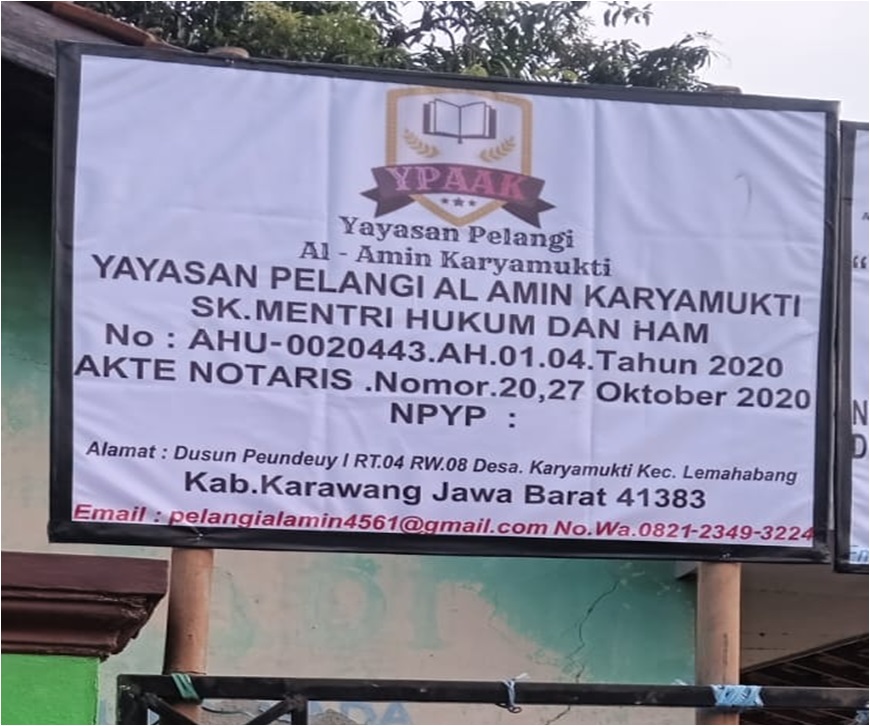 YPAAK
Yayasan Pelangi
Al - Amin Karyamukti
YAYASAN PELANGI AL AMIN KARYAMUKTI
SK.MENTRI HUKUM DAN HAM
No : AHU-0020443.AH.01.04.Tahun 2020
AKTE NOTARIS .Nomor.20,27 Oktober 2020
NPYP :
Alamat : Dusun Peundeuy I RT.04 RW.08 Desa. Karyamukti Kec. Lemahabang
Kab.Karawang Jawa Barat 41383
Email : pelangialamin4561@gmail.com No.Wa.0821-2349-3224